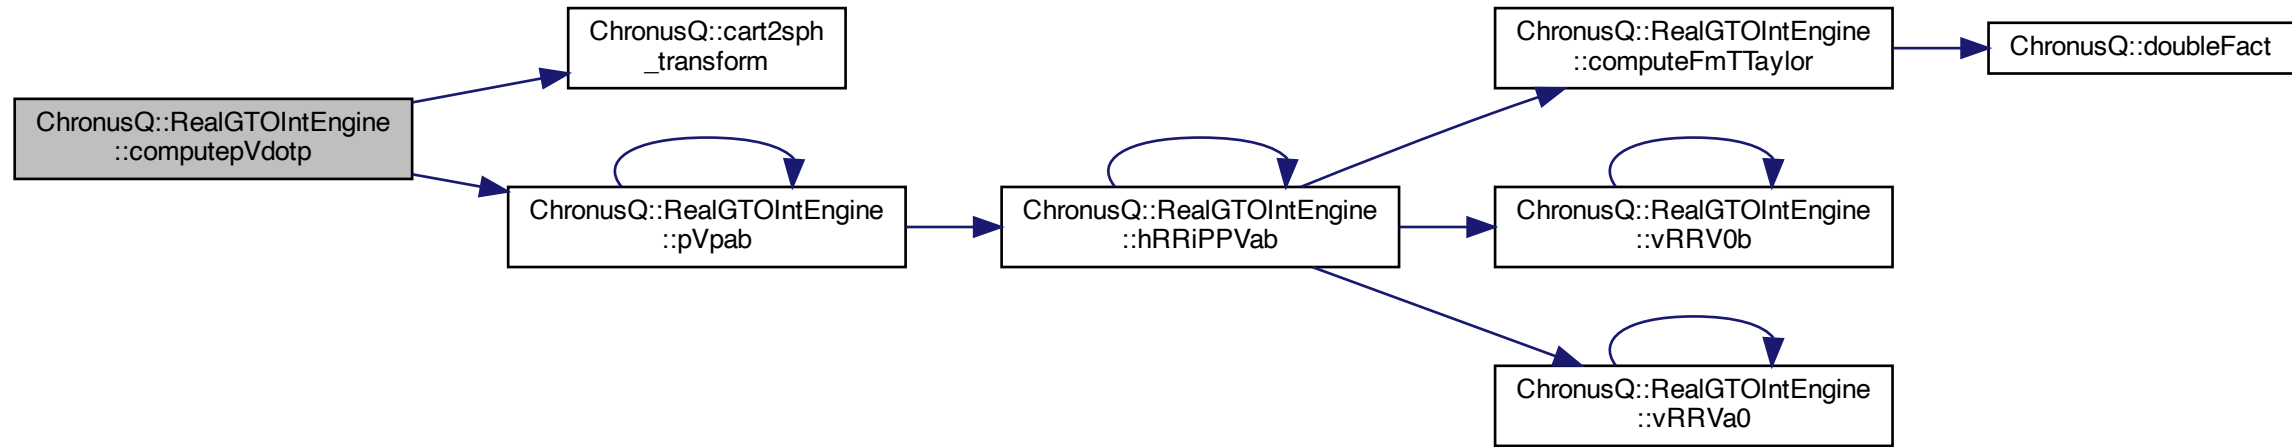 ChronusQ::RealGTOIntEngine
::computepVdotp
ChronusQ::cart2sph
_transform
ChronusQ::RealGTOIntEngine
::pVpab
ChronusQ::RealGTOIntEngine
::hRRiPPVab
ChronusQ::RealGTOIntEngine
::computeFmTTaylor
ChronusQ::doubleFact
ChronusQ::RealGTOIntEngine
::vRRV0b
ChronusQ::RealGTOIntEngine
::vRRVa0